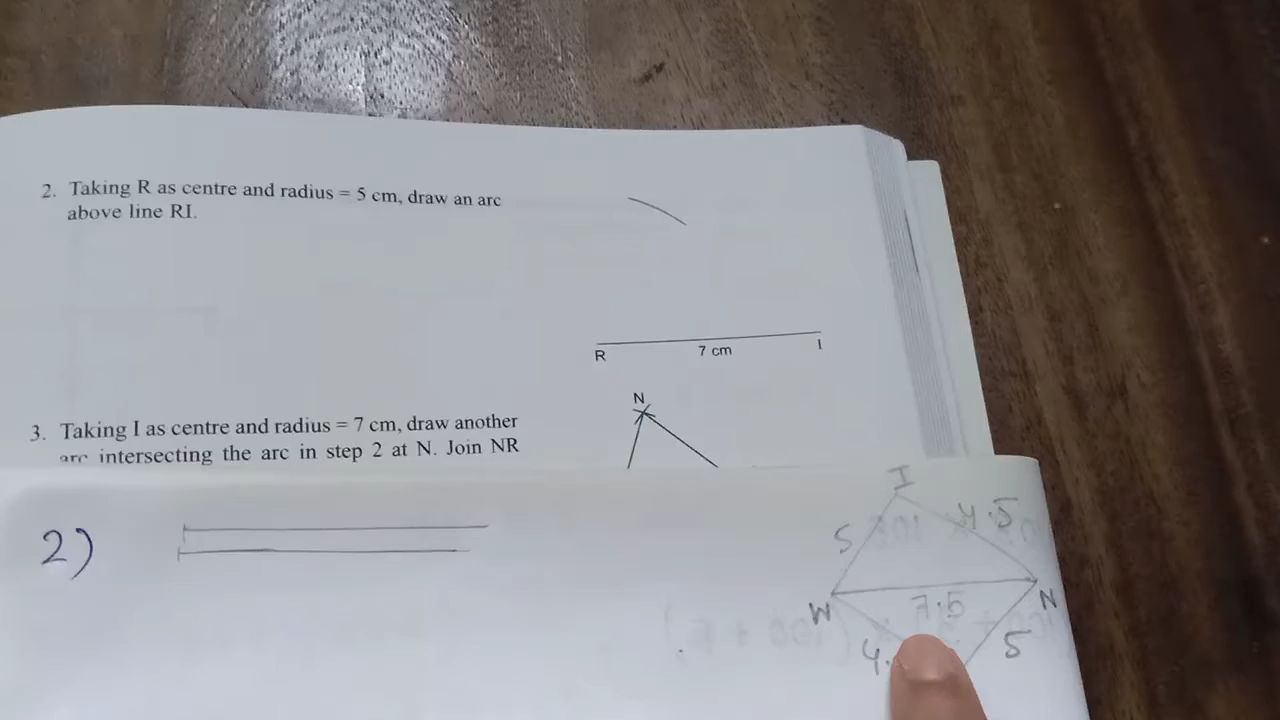 2. Taking R as centre and radius = 5 cm, draw an arc
above line RI.
R
7 cm
I
N
3. Taking I as centre and radius = 7 cm, draw another
arc intersecting the arc in step 2 at N. Join NR
2)
I
5
4.5
W
7.5
N
4.
5